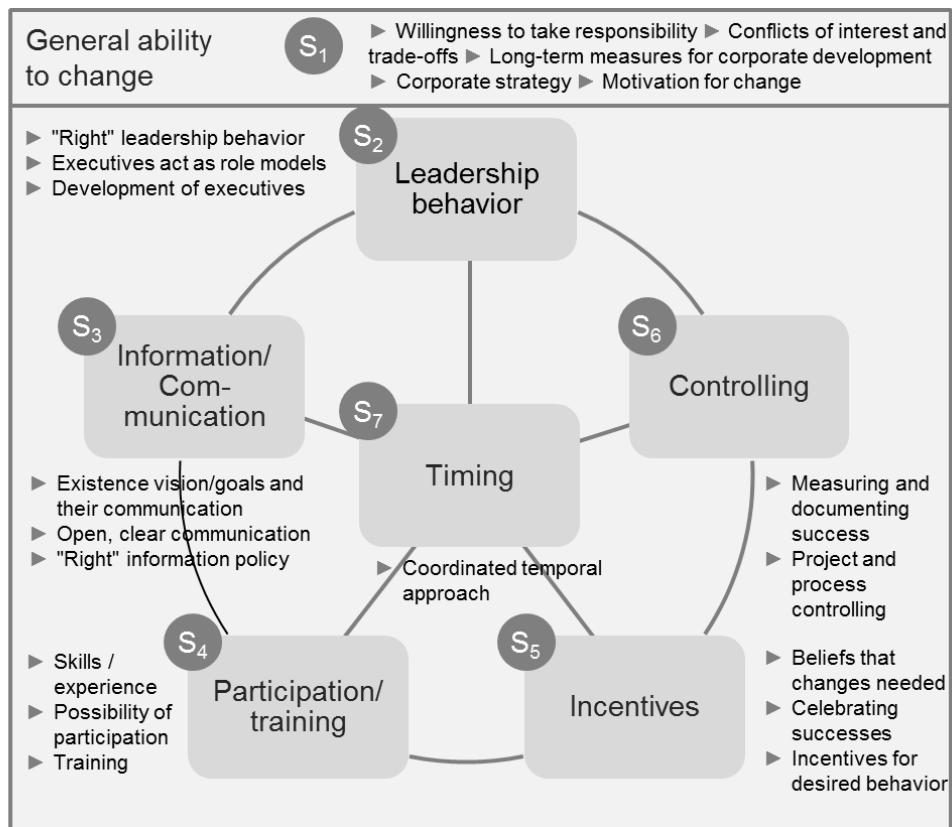 General ability
to change
S1
▶ Willingness to take responsibility ▶ Conflicts of interest and
trade-offs ▶ Long-term measures for corporate development
▶ Corporate strategy ▶ Motivation for change
▶ "Right" leadership behavior
▶ Executives act as role models
▶ Development of executives
S2
Leadership
behavior
S3
Information/
Com-
munication
S6
Controlling
S7
Timing
▶ Existence vision/goals and
their communication
▶ Open, clear communication
▶ "Right" information policy
▶ Coordinated temporal
approach
▶ Measuring and
documenting
success
▶ Project and
process
controlling
S4
Participation/
training
▶ Skills /
experience
▶ Possibility of
participation
▶ Training
S5
Incentives
▶ Beliefs that
changes needed
▶ Celebrating
successes
▶ Incentives for
desired behavior